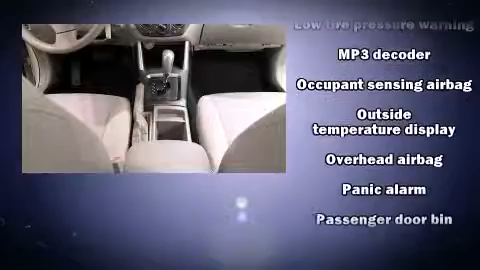 Low tire pressure warning
MP3 decoder
Occupant sensing airbag
Outside
temperature display
Overhead airbag
Panic alarm
Passenger door bin